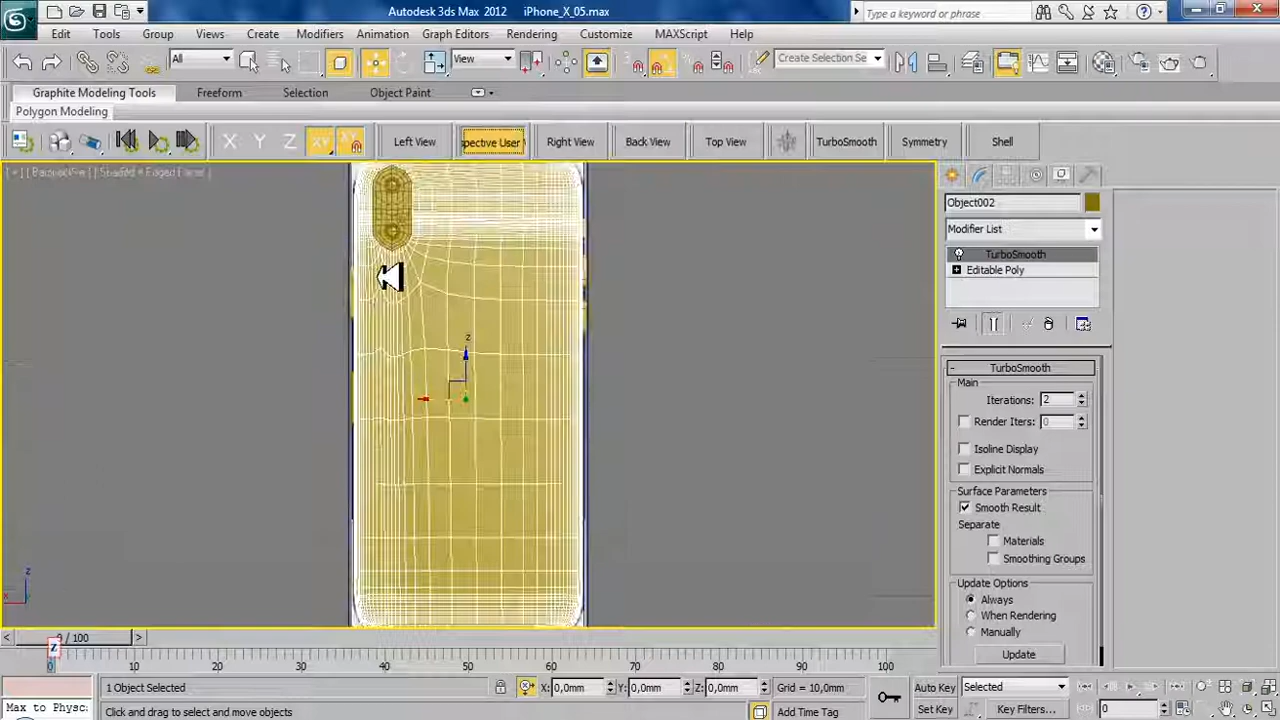 Autodesk 3ds Max 2012 iPhone_X_05.max
Type a keyword or phrase
Edit Tools Group Views Create Modifiers Animation Graph Editors Rendering Customize MAXScript Help
All
View
Create Selection Se
Graphite Modeling Tools Freeform Selection Object Paint
Polygon Modeling
X Y Z XY XY
Left View
spective User
Right View
Back View
Top View
TurboSmooth
Symmetry
Shell
Object002
Modifier List
TurboSmooth
Editable Poly
- TurboSmooth
Main
Iterations: 2
Render Iters: 0
Isoline Display
Explicit Normals
Surface Parameters
Smooth Result
Separate
Materials
Smoothing Groups
Update Options
Always
When Rendering
Manually
Update
z
z
x
/ 100
Z
0 10 20 30 40 50 60 70 80 90 100
1 Object Selected
X: 0,0mm Y: 0,0mm Z: 0,0mm Grid = 10,0mm
Auto Key Selected
Max to Physc
Click and drag to select and move objects
Add Time Tag
Set Key Key Filters... 0